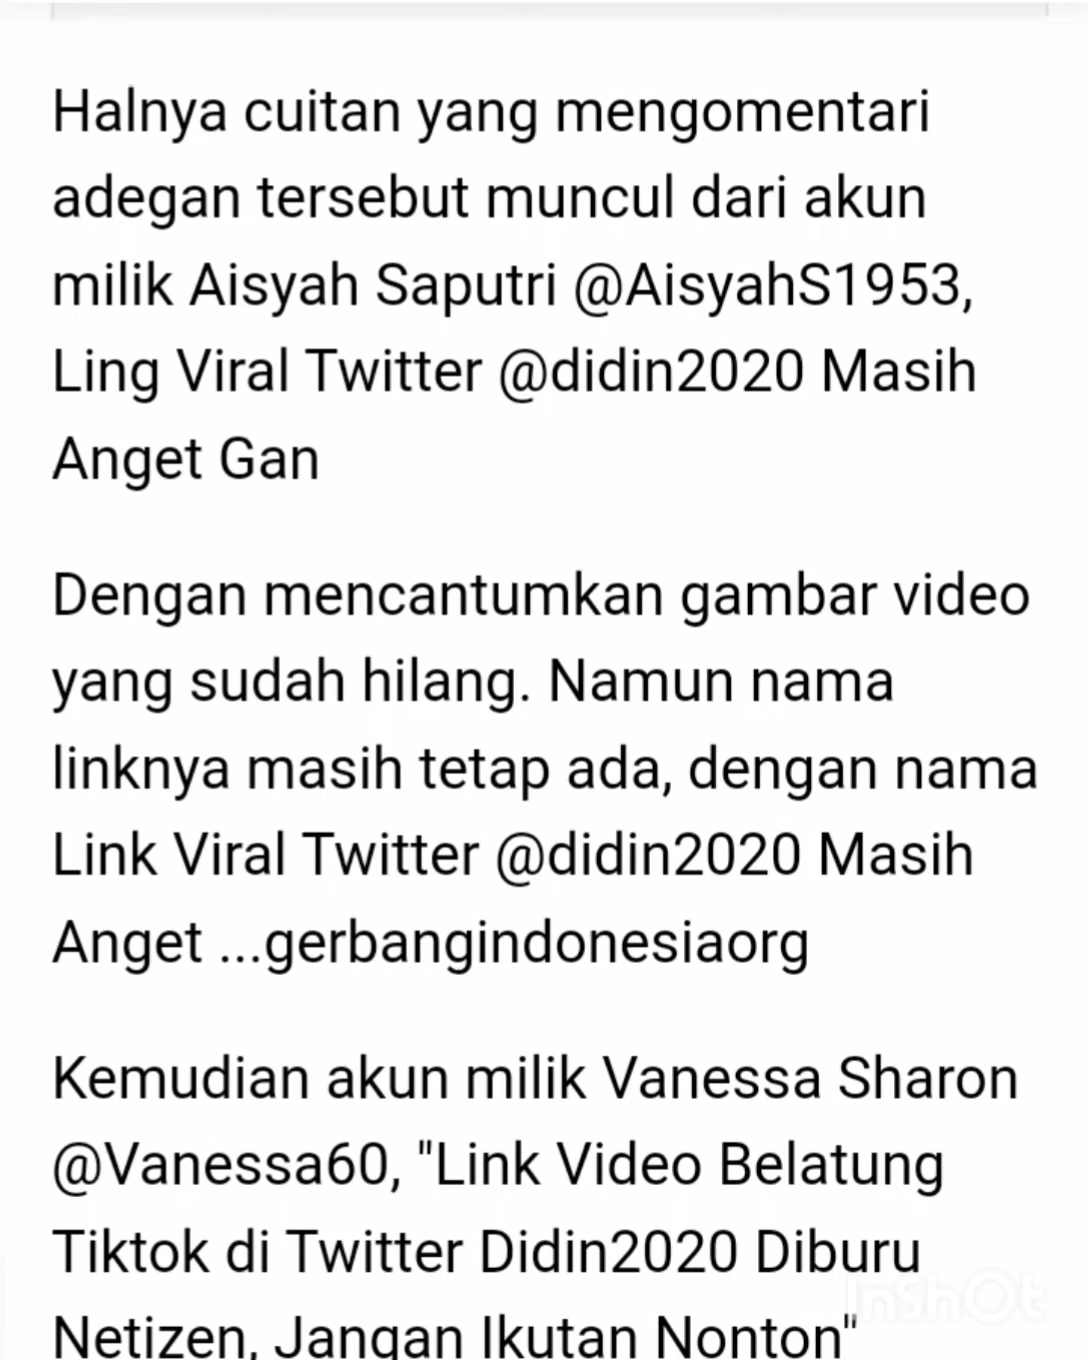 Halnya cuitan yang mengomentari
adegan tersebut muncul dari akun
milik Aisyah Saputri @AisyahS1953,
Ling Viral Twitter @didin2020 Masih
Anget Gan
Dengan mencantumkan gambar video
yang sudah hilang. Namun nama
linknya masih tetap ada, dengan nama
Link Viral Twitter @didin2020 Masih
Anget ...gerbangindonesiaorg
Kemudian akun milik Vanessa Sharon
@Vanessa60, "Link Video Belatung
Tiktok di Twitter Didin2020 Diburu
Netizen, Jangan Ikutan Nonton"
InShOt